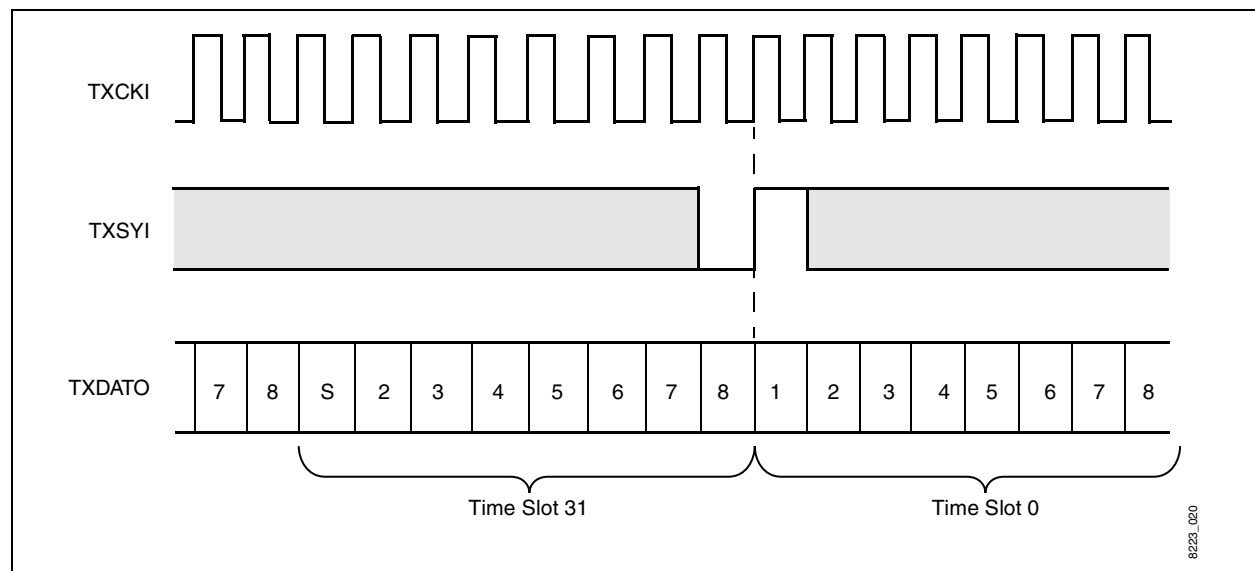 TXCKI
TXSYI
TXDATO 7 8 S 2 3 4 5 6 7 8 1 2 3 4 5 6 7 8
Time Slot 31 Time Slot 0
8223_020